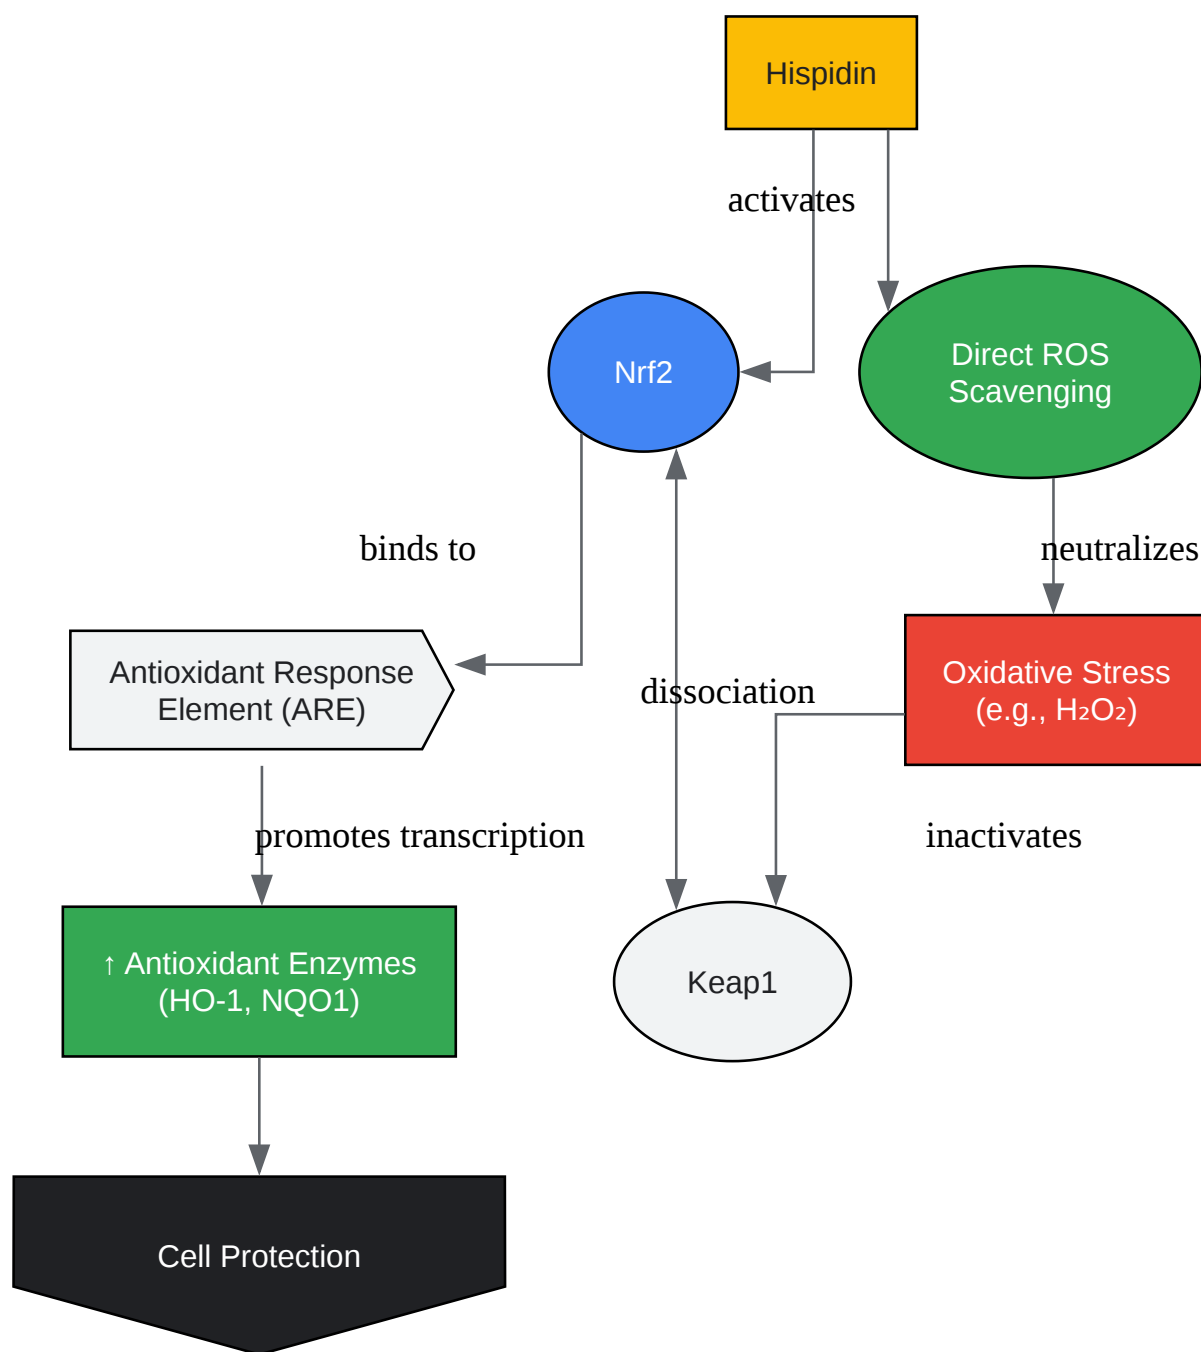 Hispidin
activates
Direct ROS
Scavenging
Nrf2
binds to
neutralizes
Antioxidant Response
Element (ARE)
dissociation
Oxidative Stress
(e.g., H₂O₂)
promotes transcription
inactivates
↑ Antioxidant Enzymes
(HO-1, NQO1)
Keap1
Cell Protection